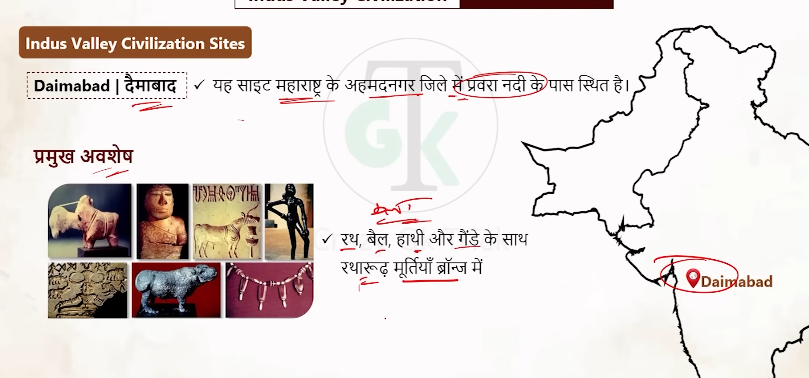 Indus Valley Civilization
Indus Valley Civilization Sites
Daimabad | दैमाबाद ✓ यह साइट महाराष्ट्र के अहमदनगर जिले में प्रवरा नदी के पास स्थित है।
प्रमुख अवशेष
✓ रथ, बैल, हाथी और गैंडे के साथ
रथारूढ़ मूर्तियाँ ब्रॉन्ज में
Daimabad
GTK